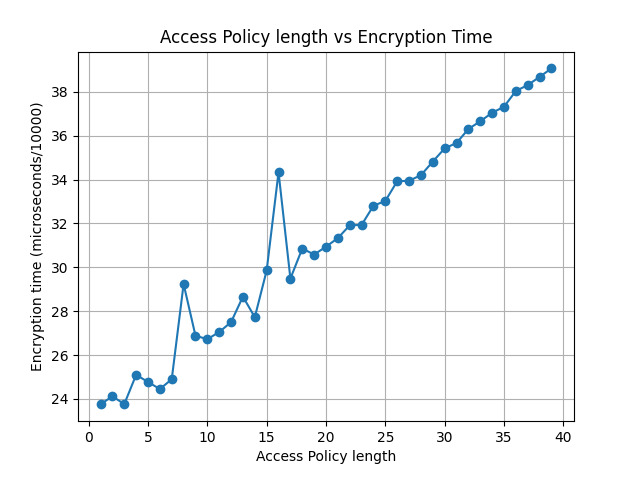 Access Policy length vs Encryption Time
Encryption time (microseconds/10000)
38
36
34
32
30
28
26
24
0 5 10 15 20 25 30 35 40
Access Policy length